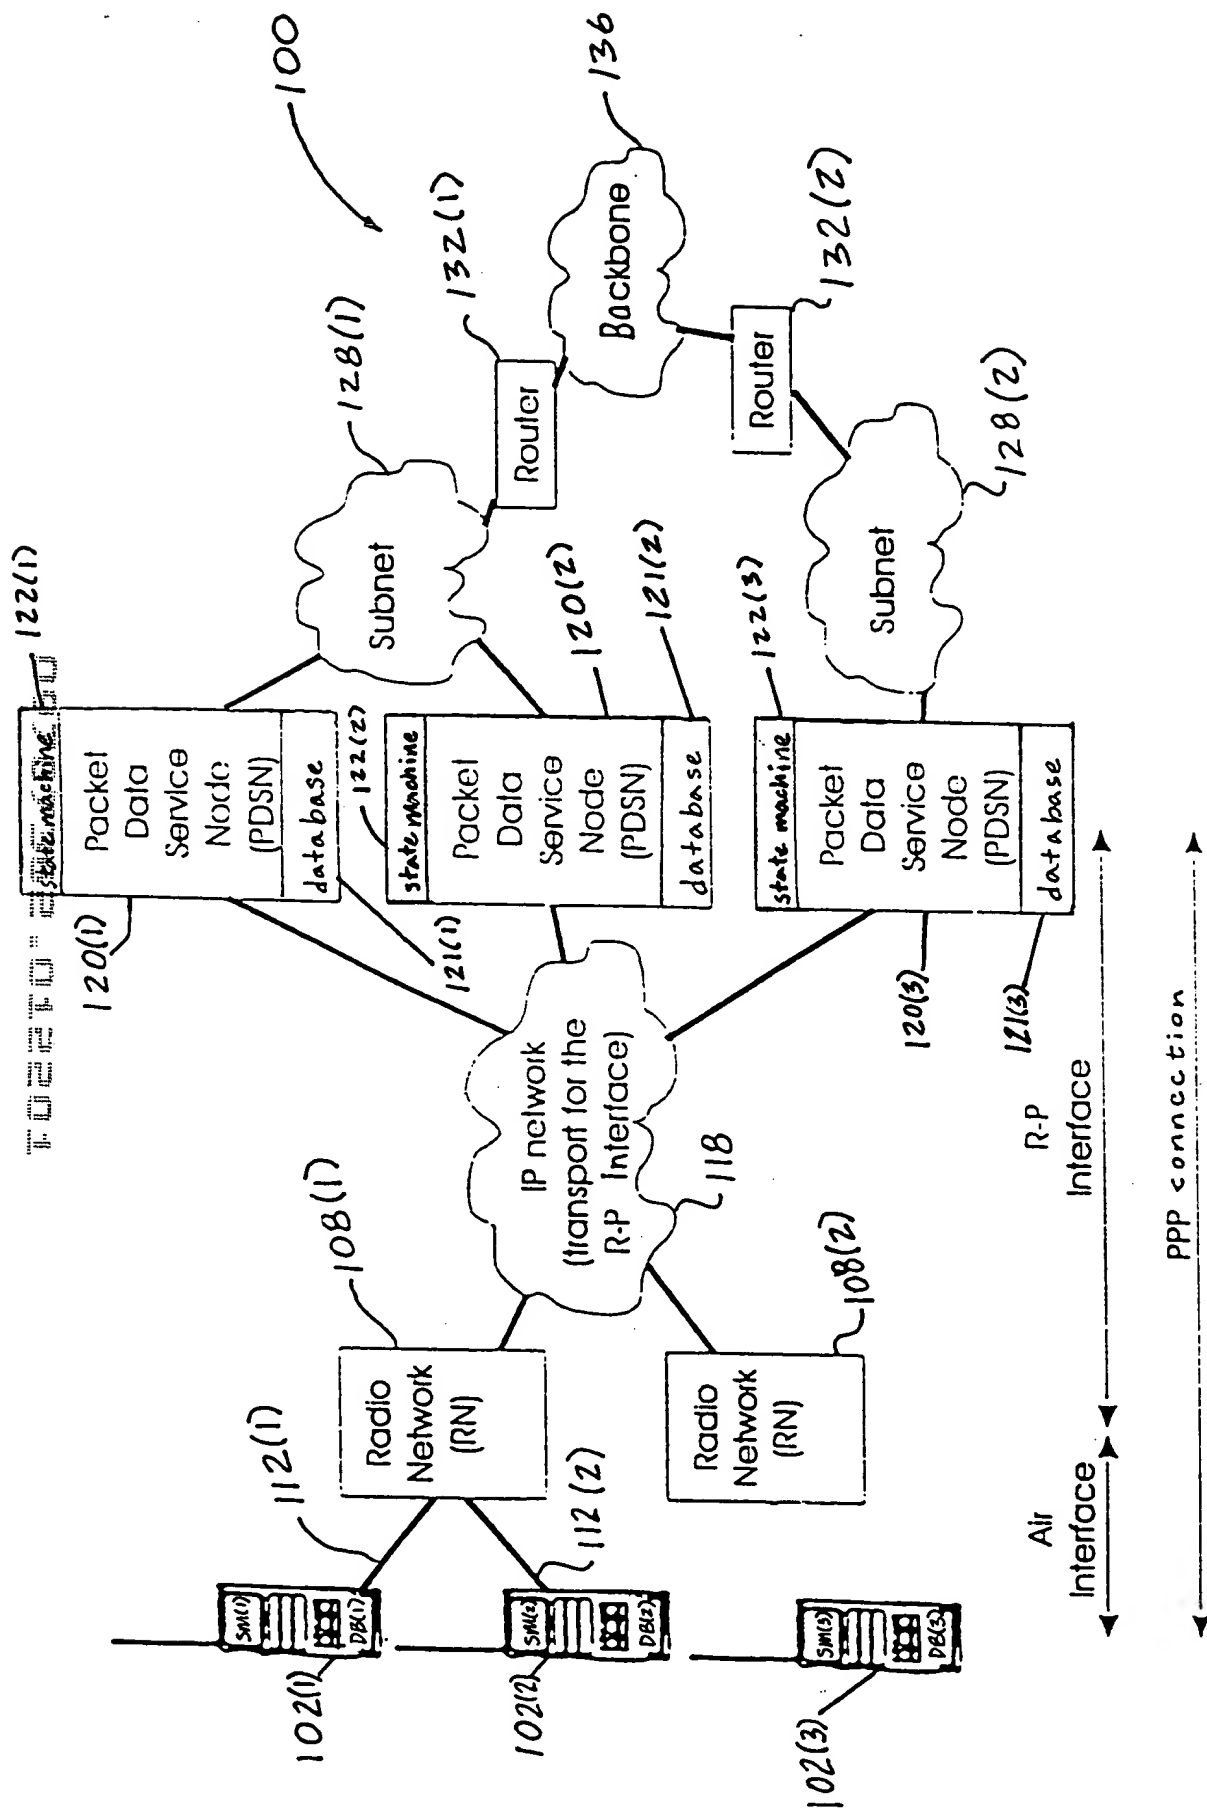 100
102(1)
SM(1)
DB(1)
102(2)
SM(2)
DB(2)
102(3)
SM(3)
DB(3)
112(1)
112(2)
Radio
Network
(RN)
108(1)
Radio
Network
(RN)
108(2)
IP network
(transport for the
R-P Interface)
118
120(1)
state machine
122(1)
Packet
Data
Service
Node
(PDSN)
database
121(1)
122(2)
state machine
Packet
Data
Service
Node
(PDSN)
120(2)
database
121(2)
state machine
122(3)
Packet
Data
Service
Node
(PDSN)
120(3)
database
121(3)
Subnet
128(1)
Router
132(1)
Backbone
136
Router
132(2)
Subnet
128(2)
Air
Interface
R-P
Interface
PPP connection